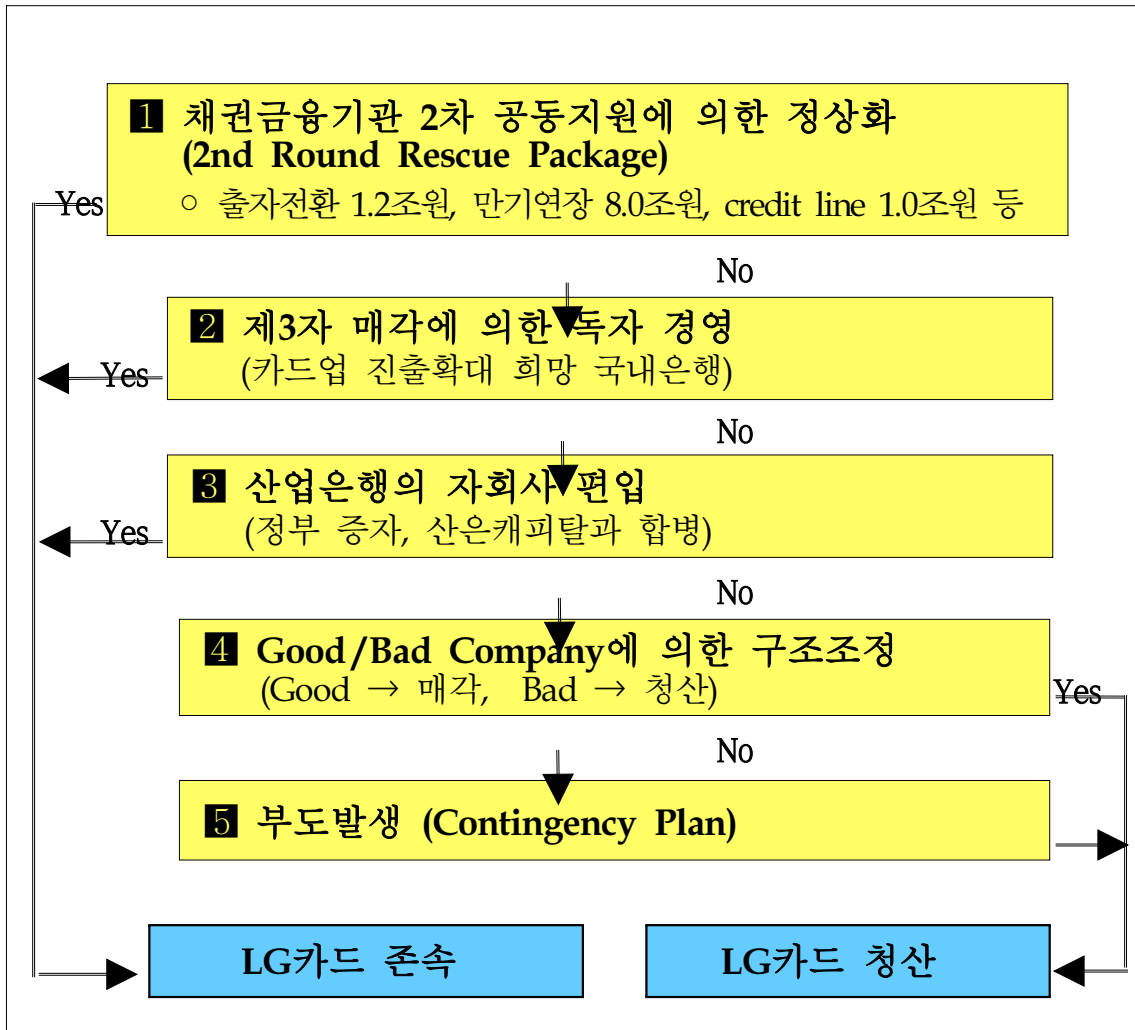 1 채권금융기관 2차 공동지원에 의한 정상화
(2nd Round Rescue Package)
Yes
○ 출자전환 1.2조원, 만기연장 8.0조원, credit line 1.0조원 등
No
2 제3자 매각에 의한 독자 경영
(카드업 진출확대 희망 국내은행)
Yes
No
3 산업은행의 자회사 편입
(정부 증자, 산은캐피탈과 합병)
Yes
No
4 Good/Bad Company에 의한 구조조정
(Good → 매각, Bad → 청산)
Yes
No
5 부도발생 (Contingency Plan)
LG카드 존속
LG카드 청산